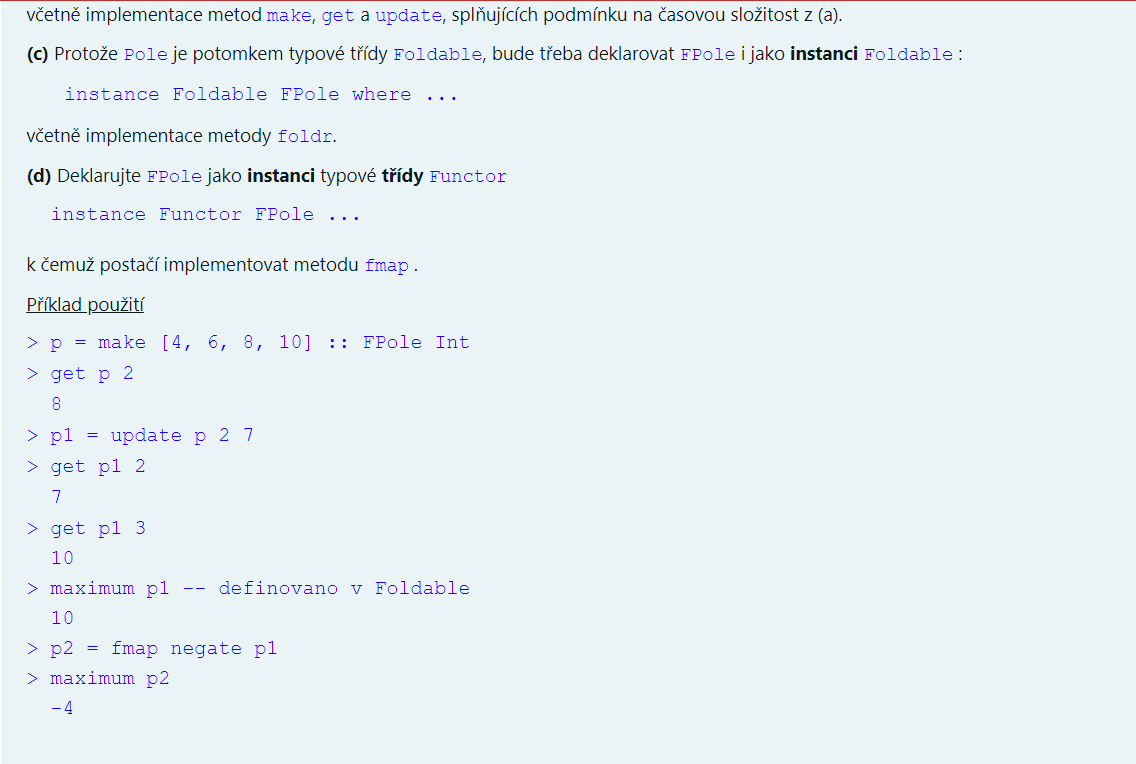 včetně implementace metod make, get a update, splňujících podmínku na časovou složitost z (a).
(c) Protože Pole je potomkem typové třídy Foldable, bude třeba deklarovat FPole i jako instanci Foldable :
instance Foldable FPole where ...
včetně implementace metody foldr.
(d) Deklarujte FPole jako instanci typové třídy Functor
instance Functor FPole ...
k čemuž postačí implementovat metodu fmap .
Příklad použití
> p = make [4, 6, 8, 10] :: FPole Int
> get p 2
8
> p1 = update p 2 7
> get p1 2
7
> get p1 3
10
> maximum p1 -- definovano v Foldable
10
> p2 = fmap negate p1
> maximum p2
-4